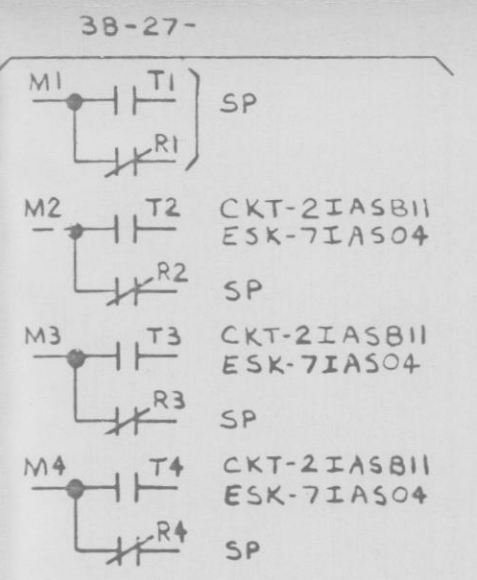 3B-27-
M1 T1 SP
R1
M2 T2 CKT-2IASB11
ESK-7IAS04
R2 SP
M3 T3 CKT-2IASB11
ESK-7IAS04
R3 SP
M4 T4 CKT-2IASB11
ESK-7IAS04
R4 SP